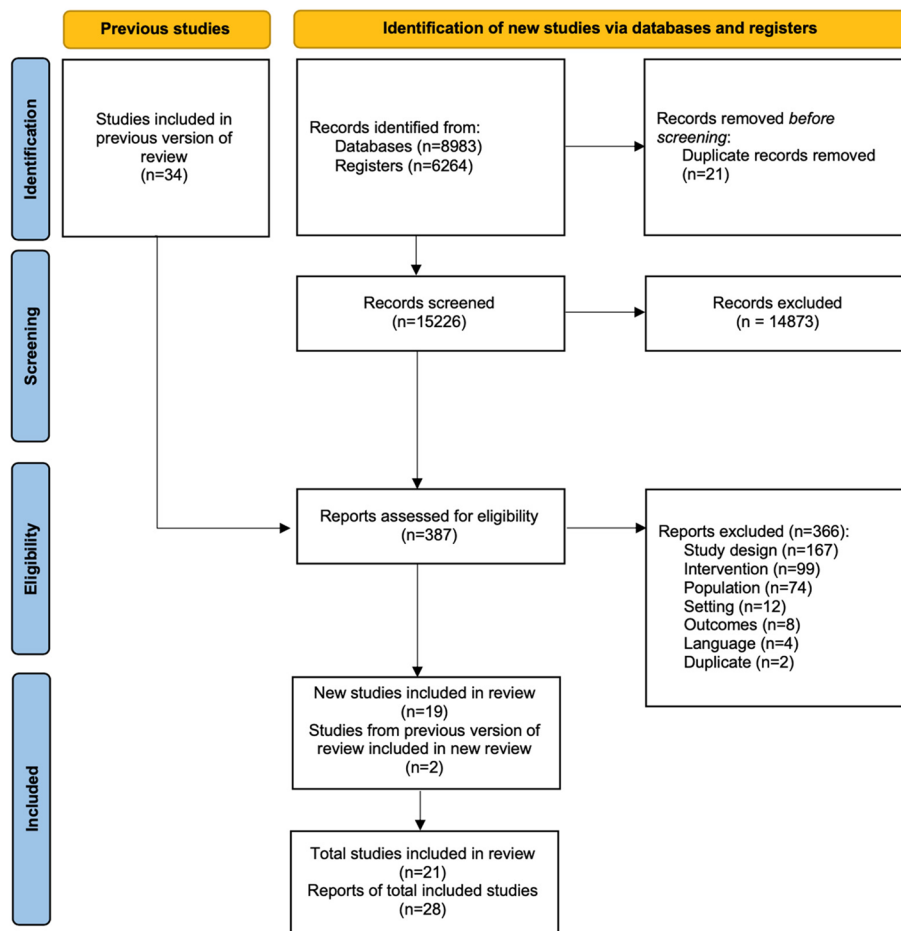 Previous studies
Identification of new studies via databases and registers
Identification
Studies included in
previous version of
review
(n=34)
Records identified from:
Databases (n=8983)
Registers (n=6264)
Records removed before
screening:
Duplicate records removed
(n=21)
Screening
Records screened
(n=15226)
Records excluded
(n = 14873)
Eligibility
Reports assessed for eligibility
(n=387)
Reports excluded (n=366):
Study design (n=167)
Intervention (n=99)
Population (n=74)
Setting (n=12)
Outcomes (n=8)
Language (n=4)
Duplicate (n=2)
Included
New studies included in review
(n=19)
Studies from previous version of
review included in new review
(n=2)
Total studies included in review
(n=21)
Reports of total included studies
(n=28)